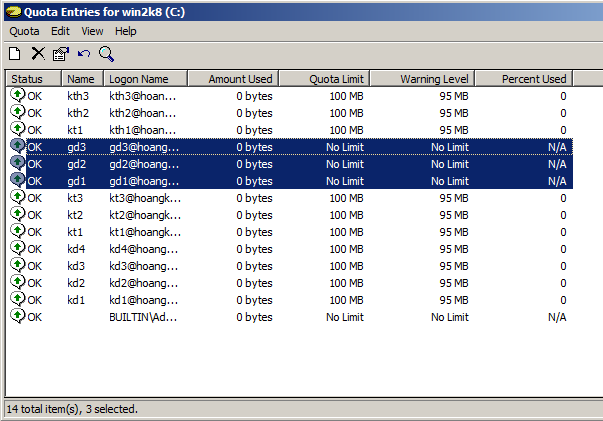 Quota Entries for win2k8 (C:)
Quota Edit View Help
Status Name Logon Name Amount Used Quota Limit Warning Level Percent Used
OK kth3 kth3@hoan... 0 bytes 100 MB 95 MB 0
OK kth2 kth2@hoan... 0 bytes 100 MB 95 MB 0
OK kt1 kth1@hoan... 0 bytes 100 MB 95 MB 0
OK gd3 gd3@hoang... 0 bytes No Limit No Limit N/A
OK gd2 gd2@hoang... 0 bytes No Limit No Limit N/A
OK gd1 gd1@hoang... 0 bytes No Limit No Limit N/A
OK kt3 kt3@hoangk... 0 bytes 100 MB 95 MB 0
OK kt2 kt2@hoangk... 0 bytes 100 MB 95 MB 0
OK kt1 kt1@hoangk... 0 bytes 100 MB 95 MB 0
OK kd4 kd4@hoang... 0 bytes 100 MB 95 MB 0
OK kd3 kd3@hoang... 0 bytes 100 MB 95 MB 0
OK kd2 kd2@hoang... 0 bytes 100 MB 95 MB 0
OK kd1 kd1@hoang... 0 bytes 100 MB 95 MB 0
OK BUILTIN\Ad... 0 bytes No Limit No Limit N/A
14 total item(s), 3 selected.